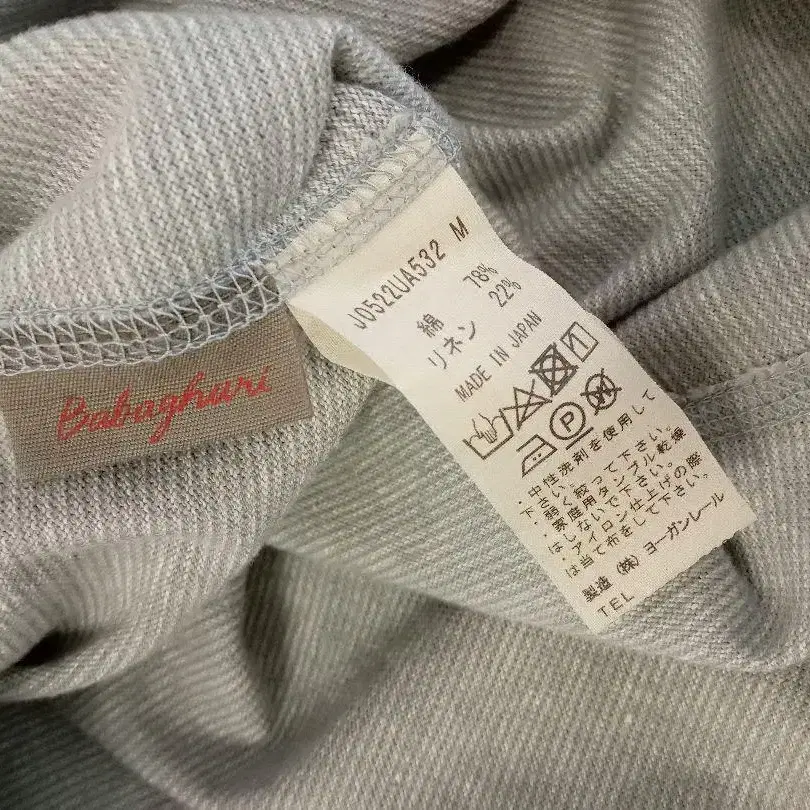 Babaghuri
J0522UA532 M
綿 78%
リネン 22%
MADE IN JAPAN
P
・中性洗剤を使用して
下さい。
・弱く絞って下さい。
・家庭用タンブル乾燥
はしないで下さい。
・アイロン仕上げの際
は当て布をして下さい。
製造 (株) ヨーガンレール
TEL